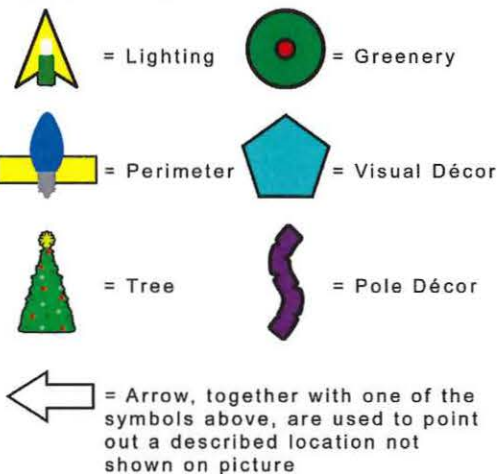 = Lighting = Greenery
= Perimeter = Visual Décor
= Tree = Pole Décor
= Arrow, together with one of the
symbols above, are used to point
out a described location not
shown on picture